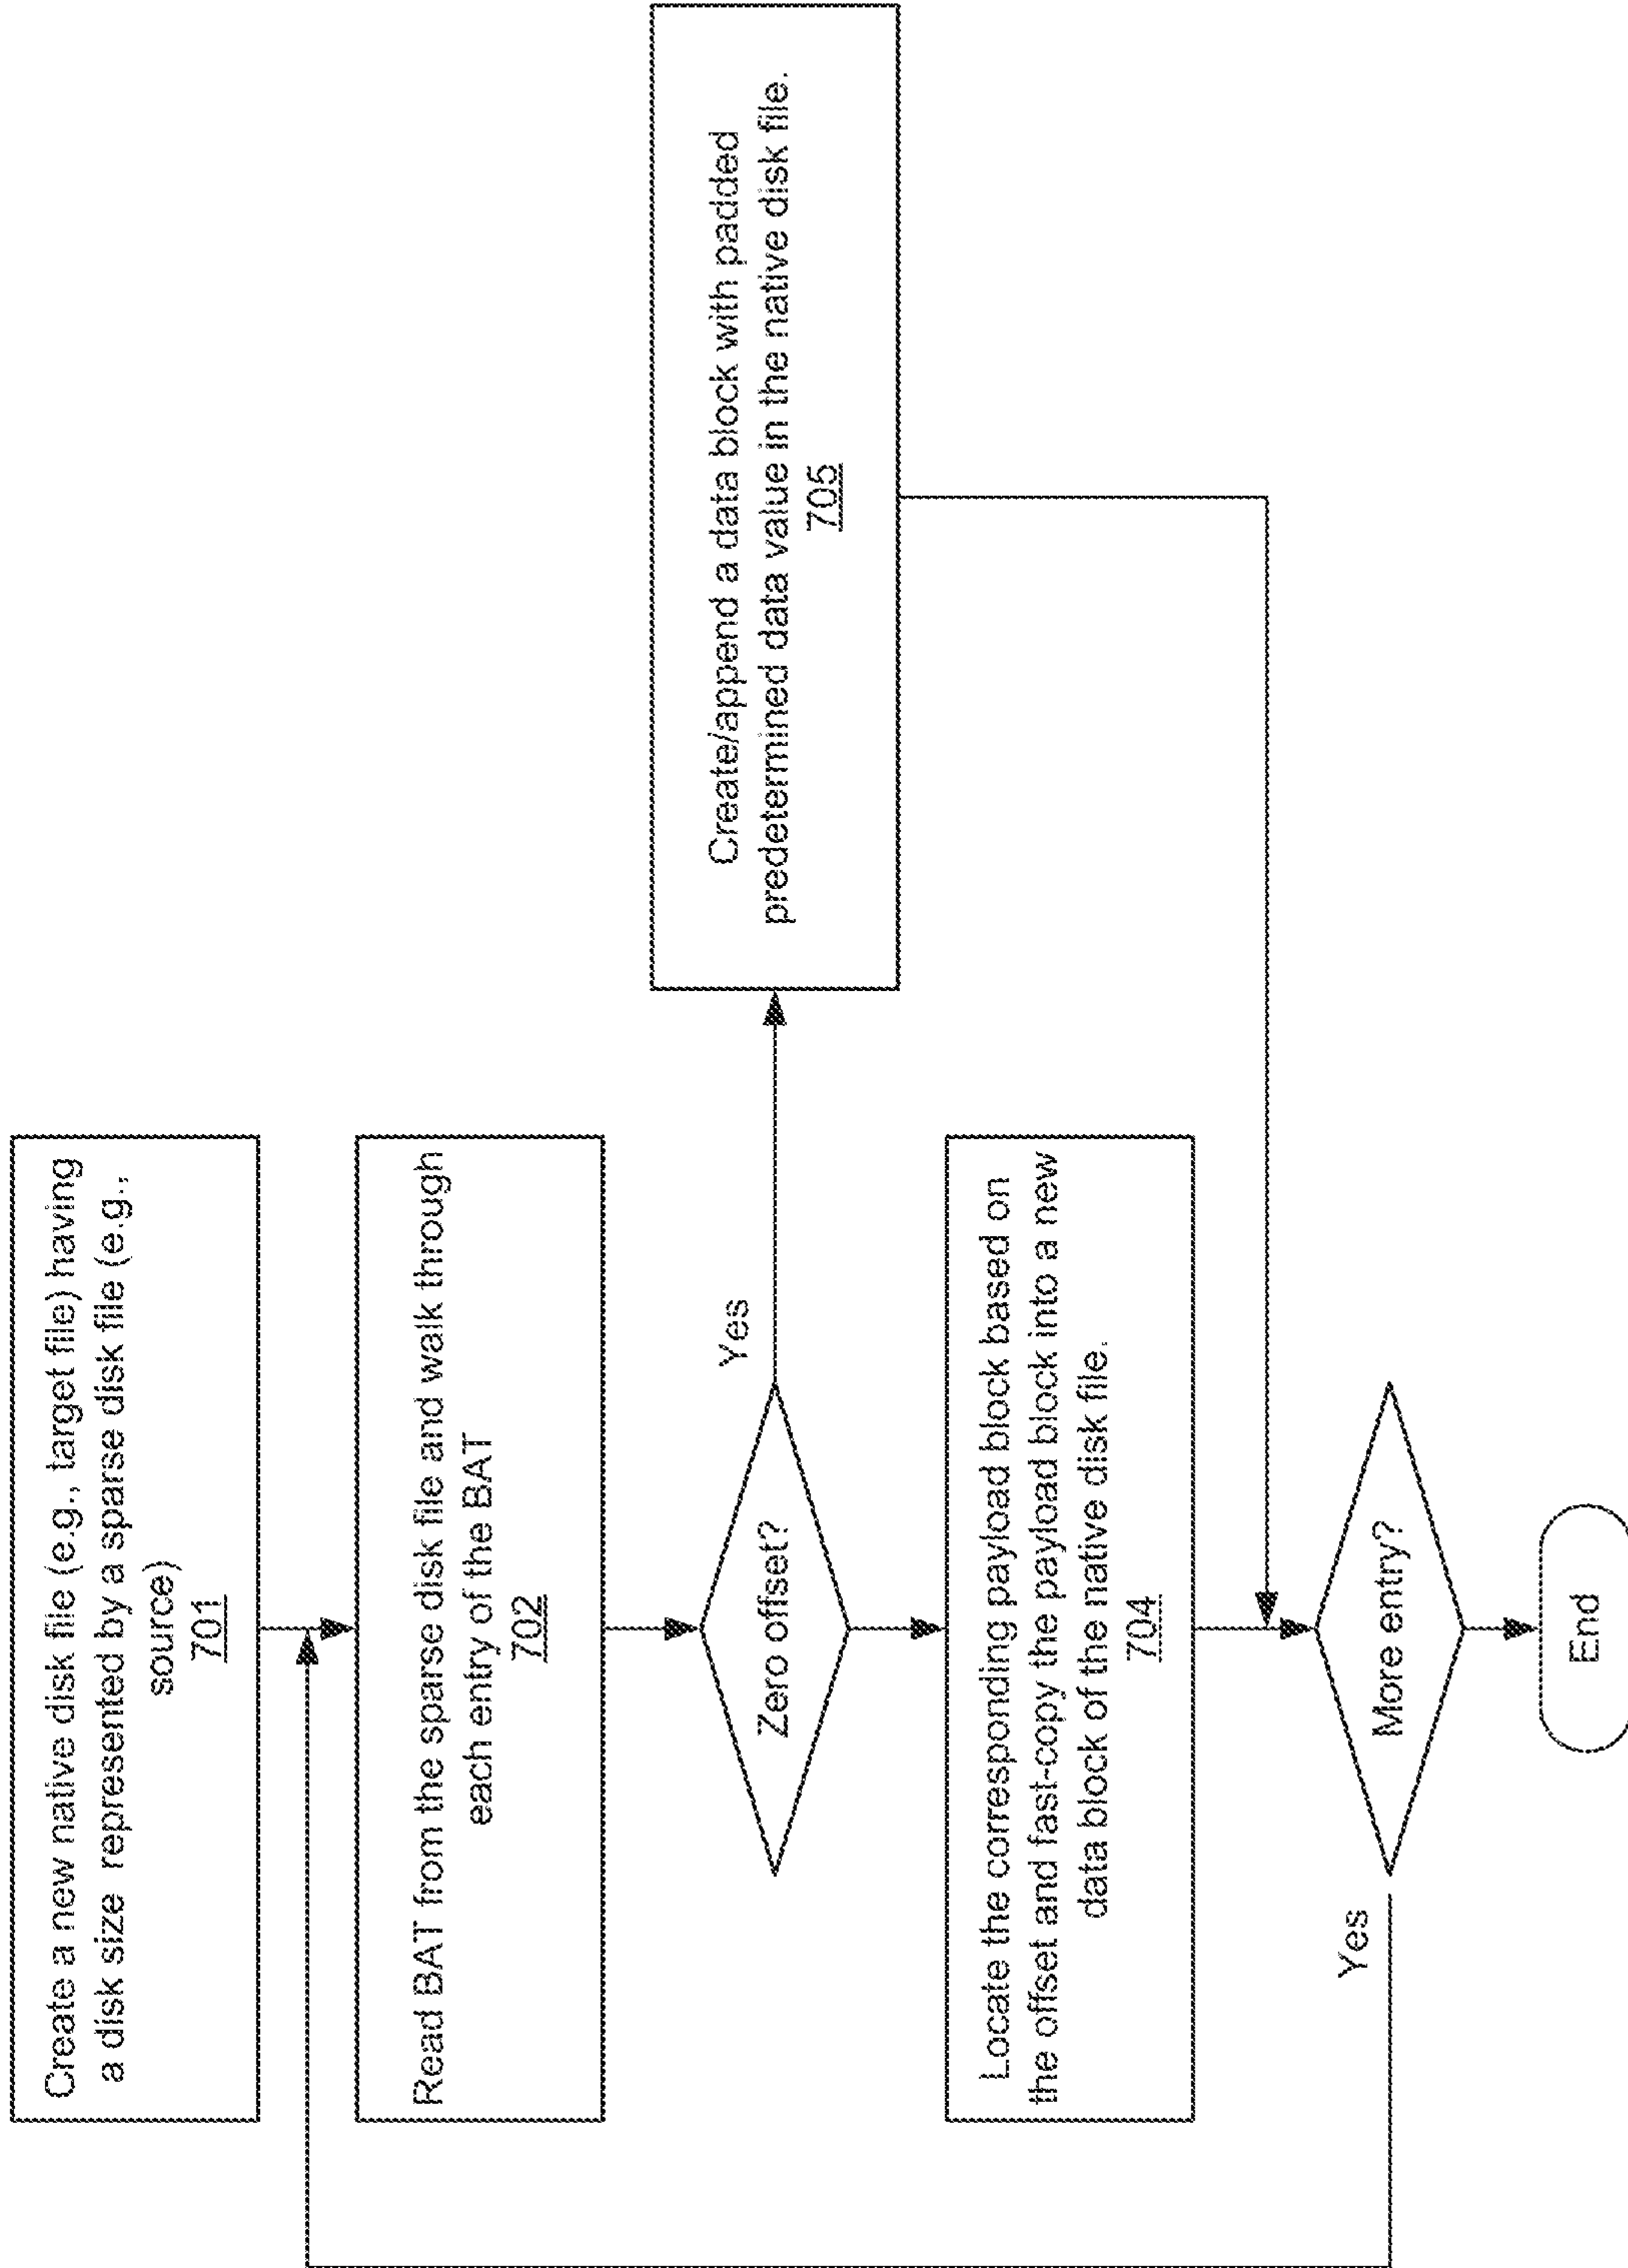 Create a new native disk file (e.g., target file) having
a disk size represented by a sparse disk file (e.g.,
source)
701
Read BAT from the sparse disk file and walk through
each entry of the BAT
702
Zero offset?
Yes
Create/append a data block with padded
predetermined data value in the native disk file.
705
Locate the corresponding payload block based on
the offset and fast-copy the payload block into a new
data block of the native disk file.
704
More entry?
Yes
End